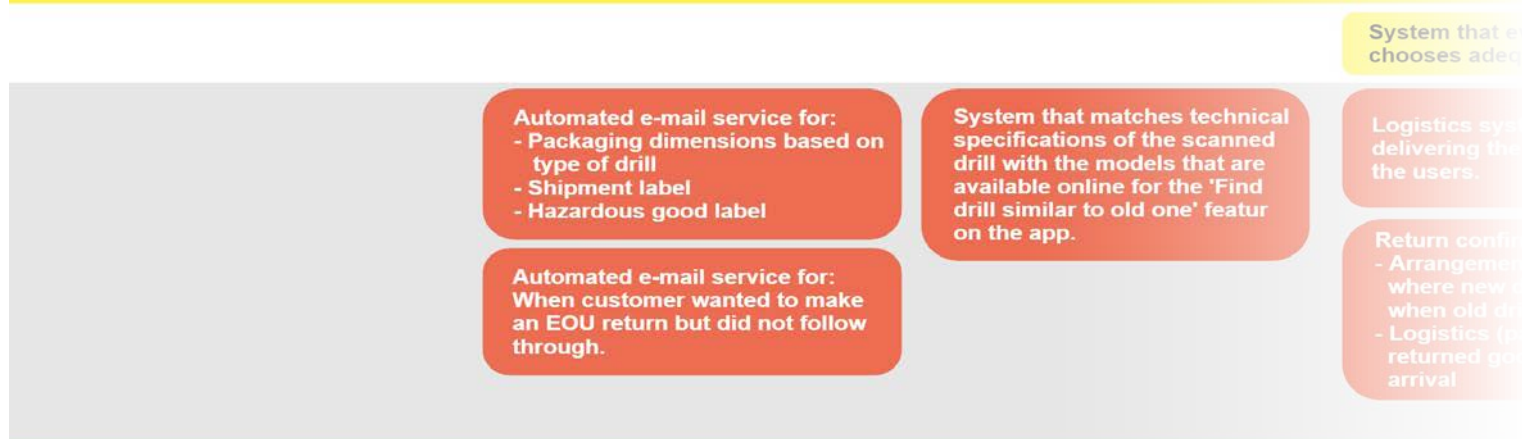 System that
chooses
Automated e-mail service for:
- Packaging dimensions based on
type of drill
- Shipment label
- Hazardous good label
Automated e-mail service for:
When customer wanted to make
an EOU return but did not follow
through.
System that matches technical
specifications of the scanned
drill with the models that are
available online for the 'Find
drill similar to old one' featur
on the app.
Logistics
delivering the
the users.
Return
-
where new
when old
- Logistics
returned
arrival